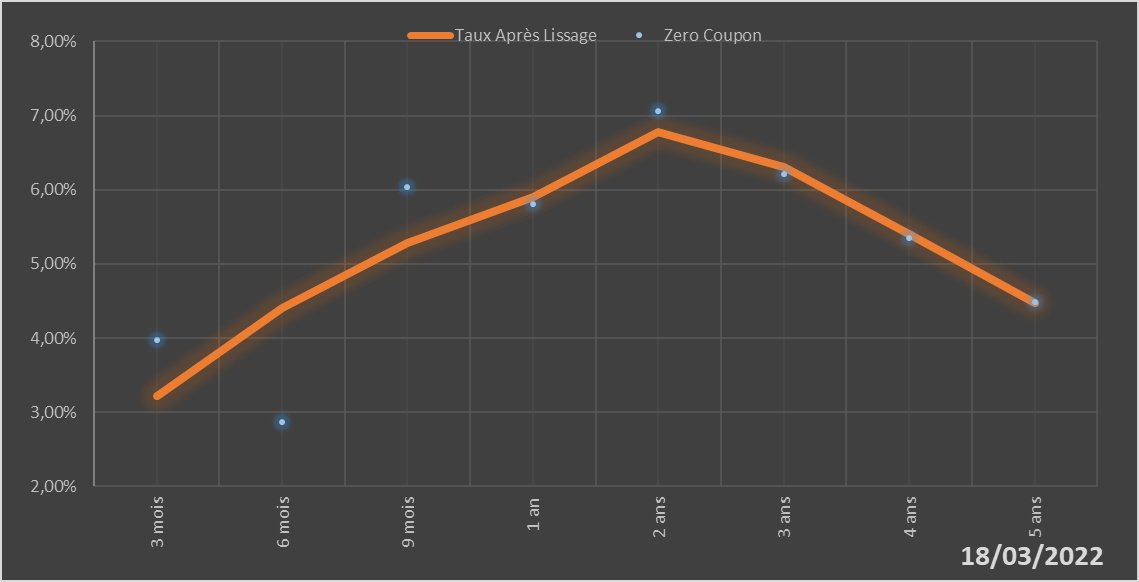 Taux Après Lissage
Zero Coupon
8,00%
7,00%
6,00%
5,00%
4,00%
3,00%
2,00%
3 mois
6 mois
9 mois
1 an
2 ans
3 ans
4 ans
5 ans
18/03/2022